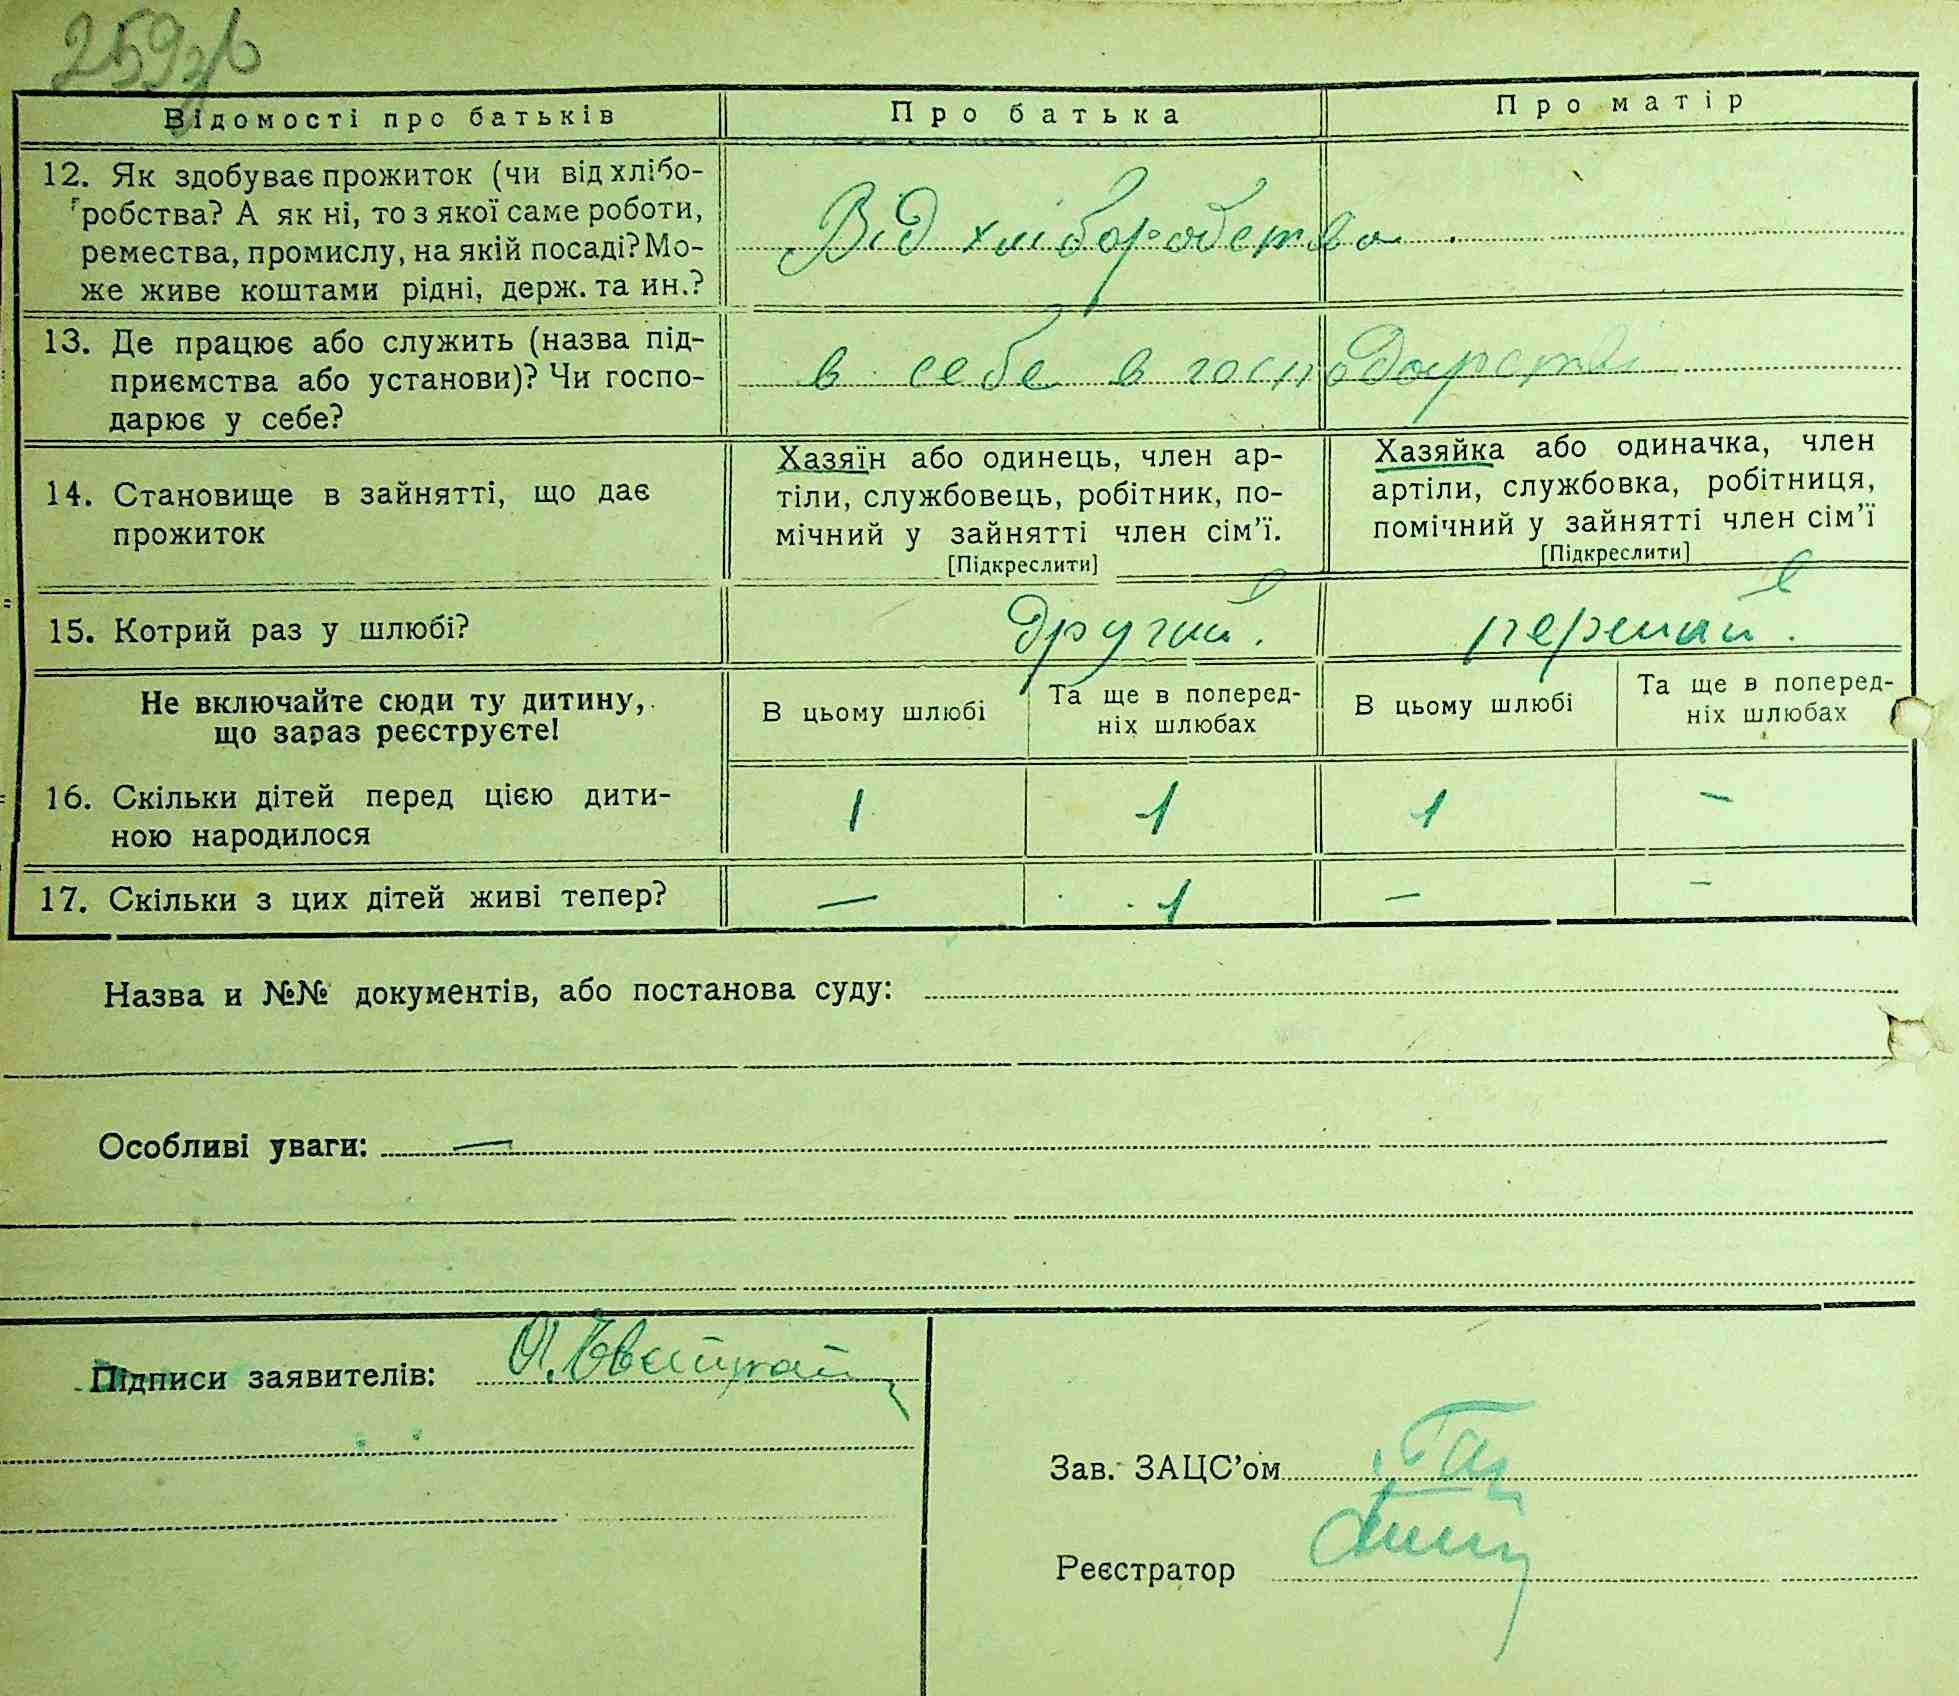 259зв
Відомості про батьків
Про батька
Про матір
12. Як здобуває прожиток (чи від хлібо-
робства? А як ні, то з якої саме роботи,
ремества, промислу, на якій посаді? Мо-
же живе коштами рідні, держ. та ин.?
Від хліборобства
13. Де працює або служить (назва під-
приємства або установи)? Чи госпо-
дарює у себе?
в себе в господарстві
14. Становище в зайнятті, що дає
прожиток
Хазяїн або одинець, член ар-
тіли, службовець, робітник, по-
мічний у зайнятті член сім’ї.
[Підкреслити]
Хазяйка або одиначка, член
артіли, службовка, робітниця,
помічний у зайнятті член сім’ї
[Підкреслити]
15. Котрий раз у шлюбі?
другий.
перший.
Не включайте сюди ту дитину,
що зараз реєструєте!
В цьому шлюбі
Та ще в поперед-
ніх шлюбах
В цьому шлюбі
Та ще в поперед-
ніх шлюбах
16. Скільки дітей перед цією дити-
ною народилося
1 1 1 –
17. Скільки з цих дітей живі тепер?
– 1 – –
Назва и №№ документів, або постанова суду:
Особливі уваги: —
Підписи заявителів:
Зав. ЗАЦС’ом
Реєстратор